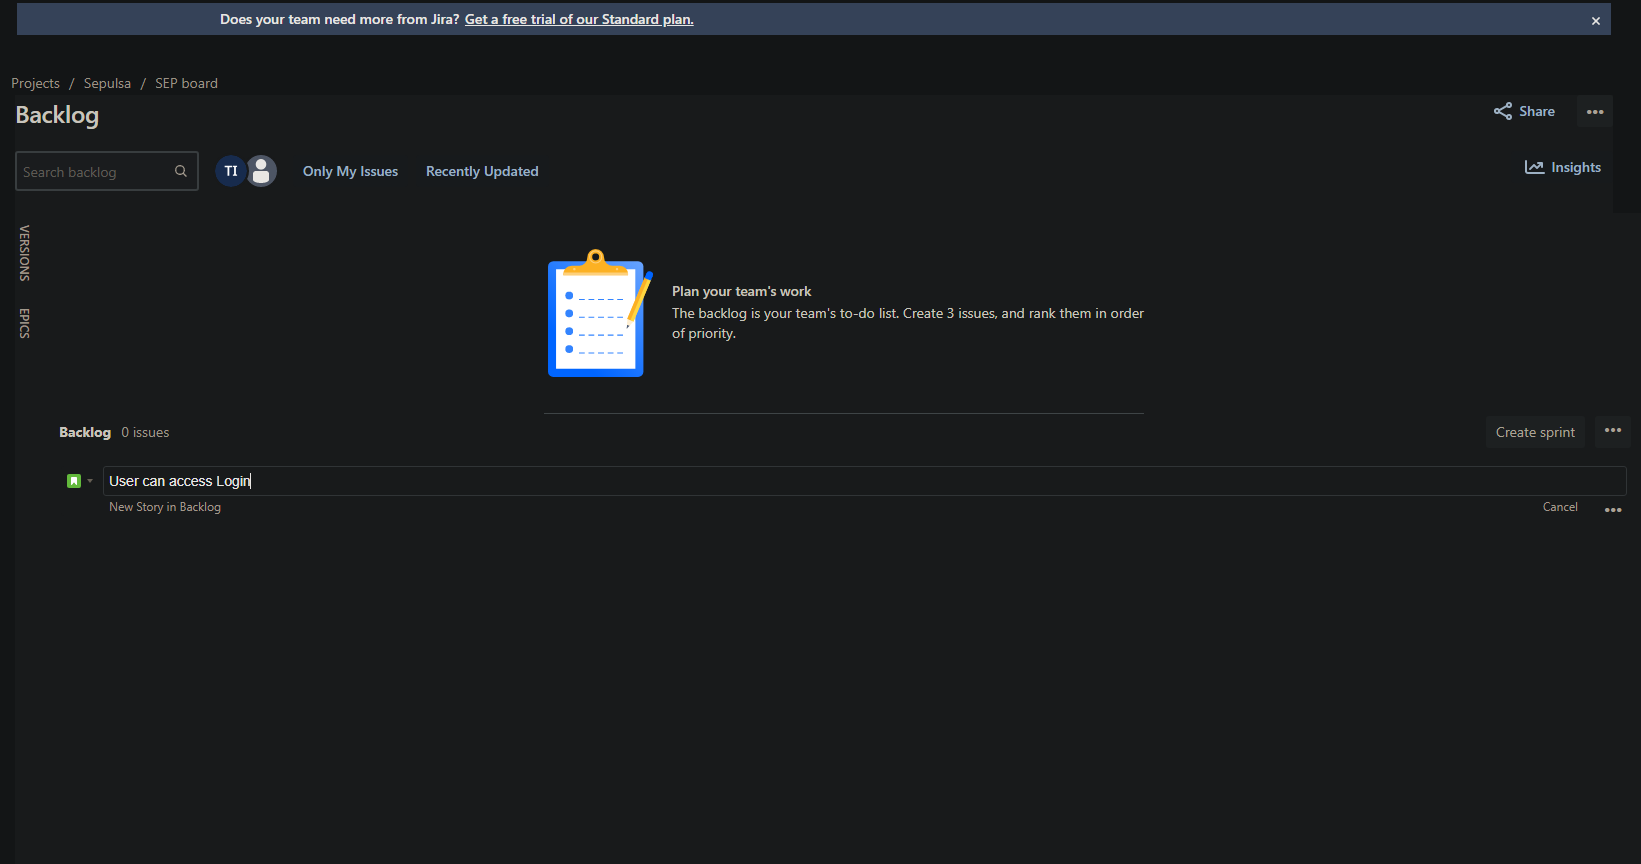 Does your team need more from Jira? Get a free trial of our Standard plan.
Projects / Sepulsa / SEP board
Backlog
Share
Search backlog
TI
Only My Issues
Recently Updated
Insights
VERSIONS
EPICS
Plan your team's work
The backlog is your team's to-do list. Create 3 issues, and rank them in order
of priority.
Backlog 0 issues
Create sprint
User can access Login
New Story in Backlog
Cancel